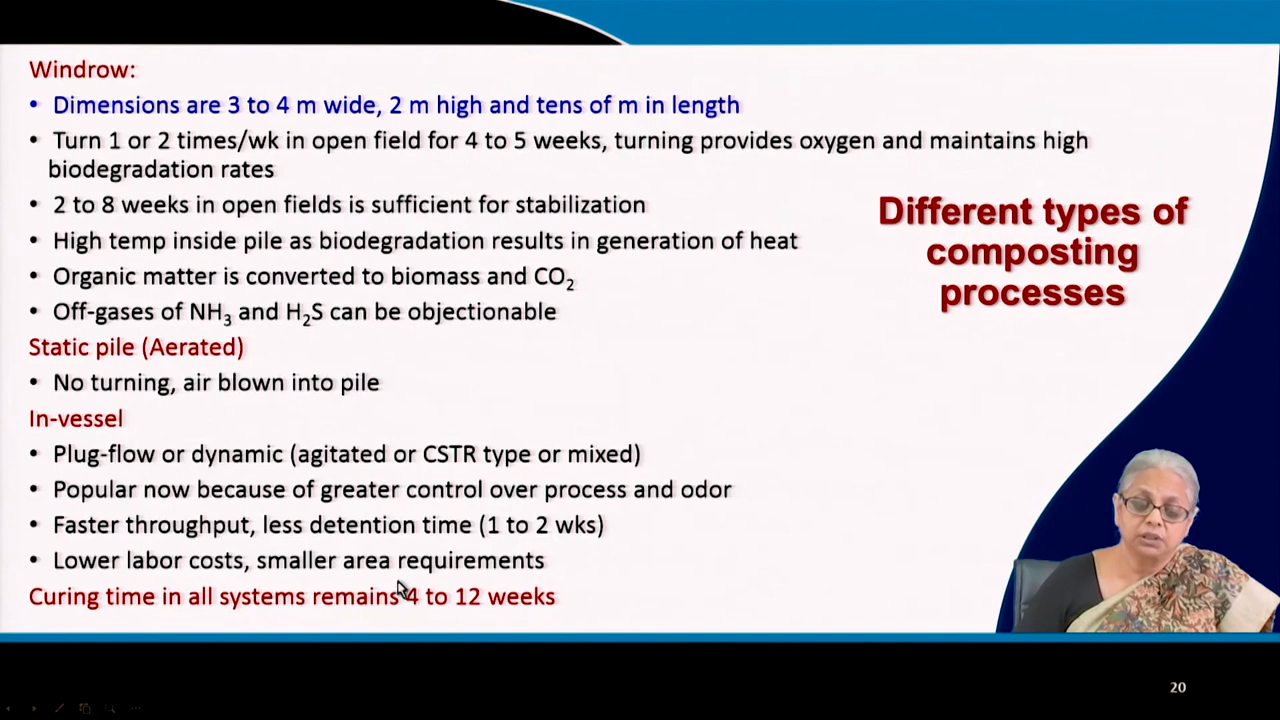 Windrow:
• Dimensions are 3 to 4 m wide, 2 m high and tens of m in length
• Turn 1 or 2 times/wk in open field for 4 to 5 weeks, turning provides oxygen and maintains high
biodegradation rates
• 2 to 8 weeks in open fields is sufficient for stabilization
• High temp inside pile as biodegradation results in generation of heat
• Organic matter is converted to biomass and CO₂
• Off-gases of NH₃ and H₂S can be objectionable
Static pile (Aerated)
• No turning, air blown into pile
In-vessel
• Plug-flow or dynamic (agitated or CSTR type or mixed)
• Popular now because of greater control over process and odor
• Faster throughput, less detention time (1 to 2 wks)
• Lower labor costs, smaller area requirements
Curing time in all systems remains 4 to 12 weeks
Different types of
composting
processes
20